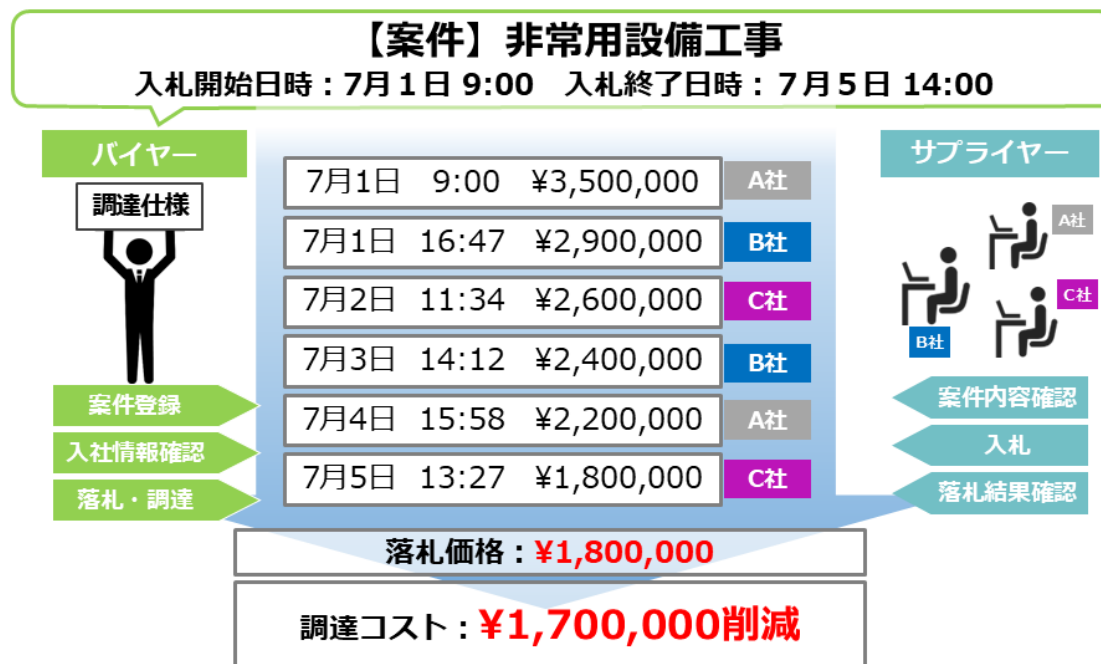 【案件】非常用設備工事
入札開始日時：7月１日 9:00　入札終了日時：７月５日 14:00
バイヤー
調達仕様
案件登録
入社情報確認
落札・調達
7月1日 9:00 ¥3,500,000 A社
7月1日 16:47 ¥2,900,000 B社
7月2日 11:34 ¥2,600,000 C社
7月3日 14:12 ¥2,400,000 B社
7月4日 15:58 ¥2,200,000 A社
7月5日 13:27 ¥1,800,000 C社
サプライヤー
A社
C社
B社
案件内容確認
入札
落札結果確認
落札価格：¥1,800,000
調達コスト：¥1,700,000削減